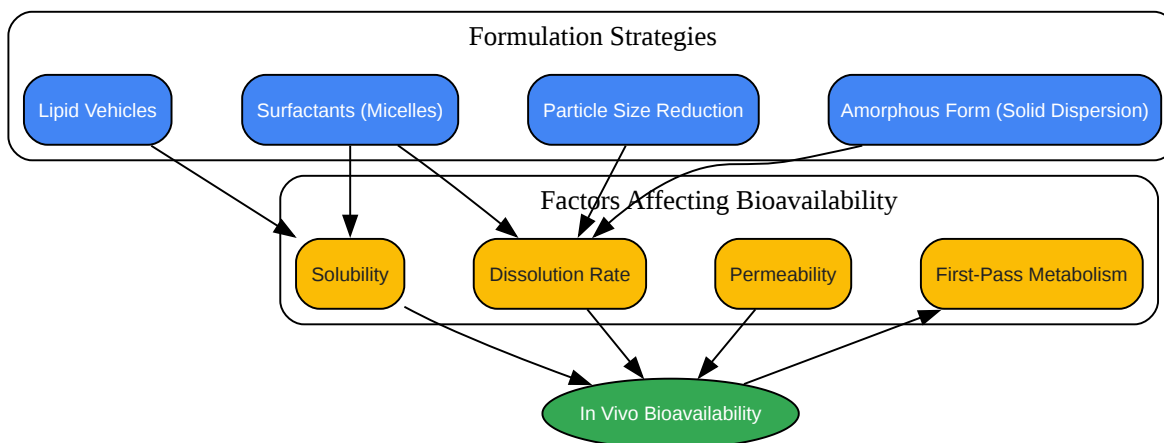 Formulation Strategies
Lipid Vehicles
Surfactants (Micelles)
Particle Size Reduction
Amorphous Form (Solid Dispersion)
Factors Affecting Bioavailability
Solubility
Dissolution Rate
Permeability
First-Pass Metabolism
In Vivo Bioavailability